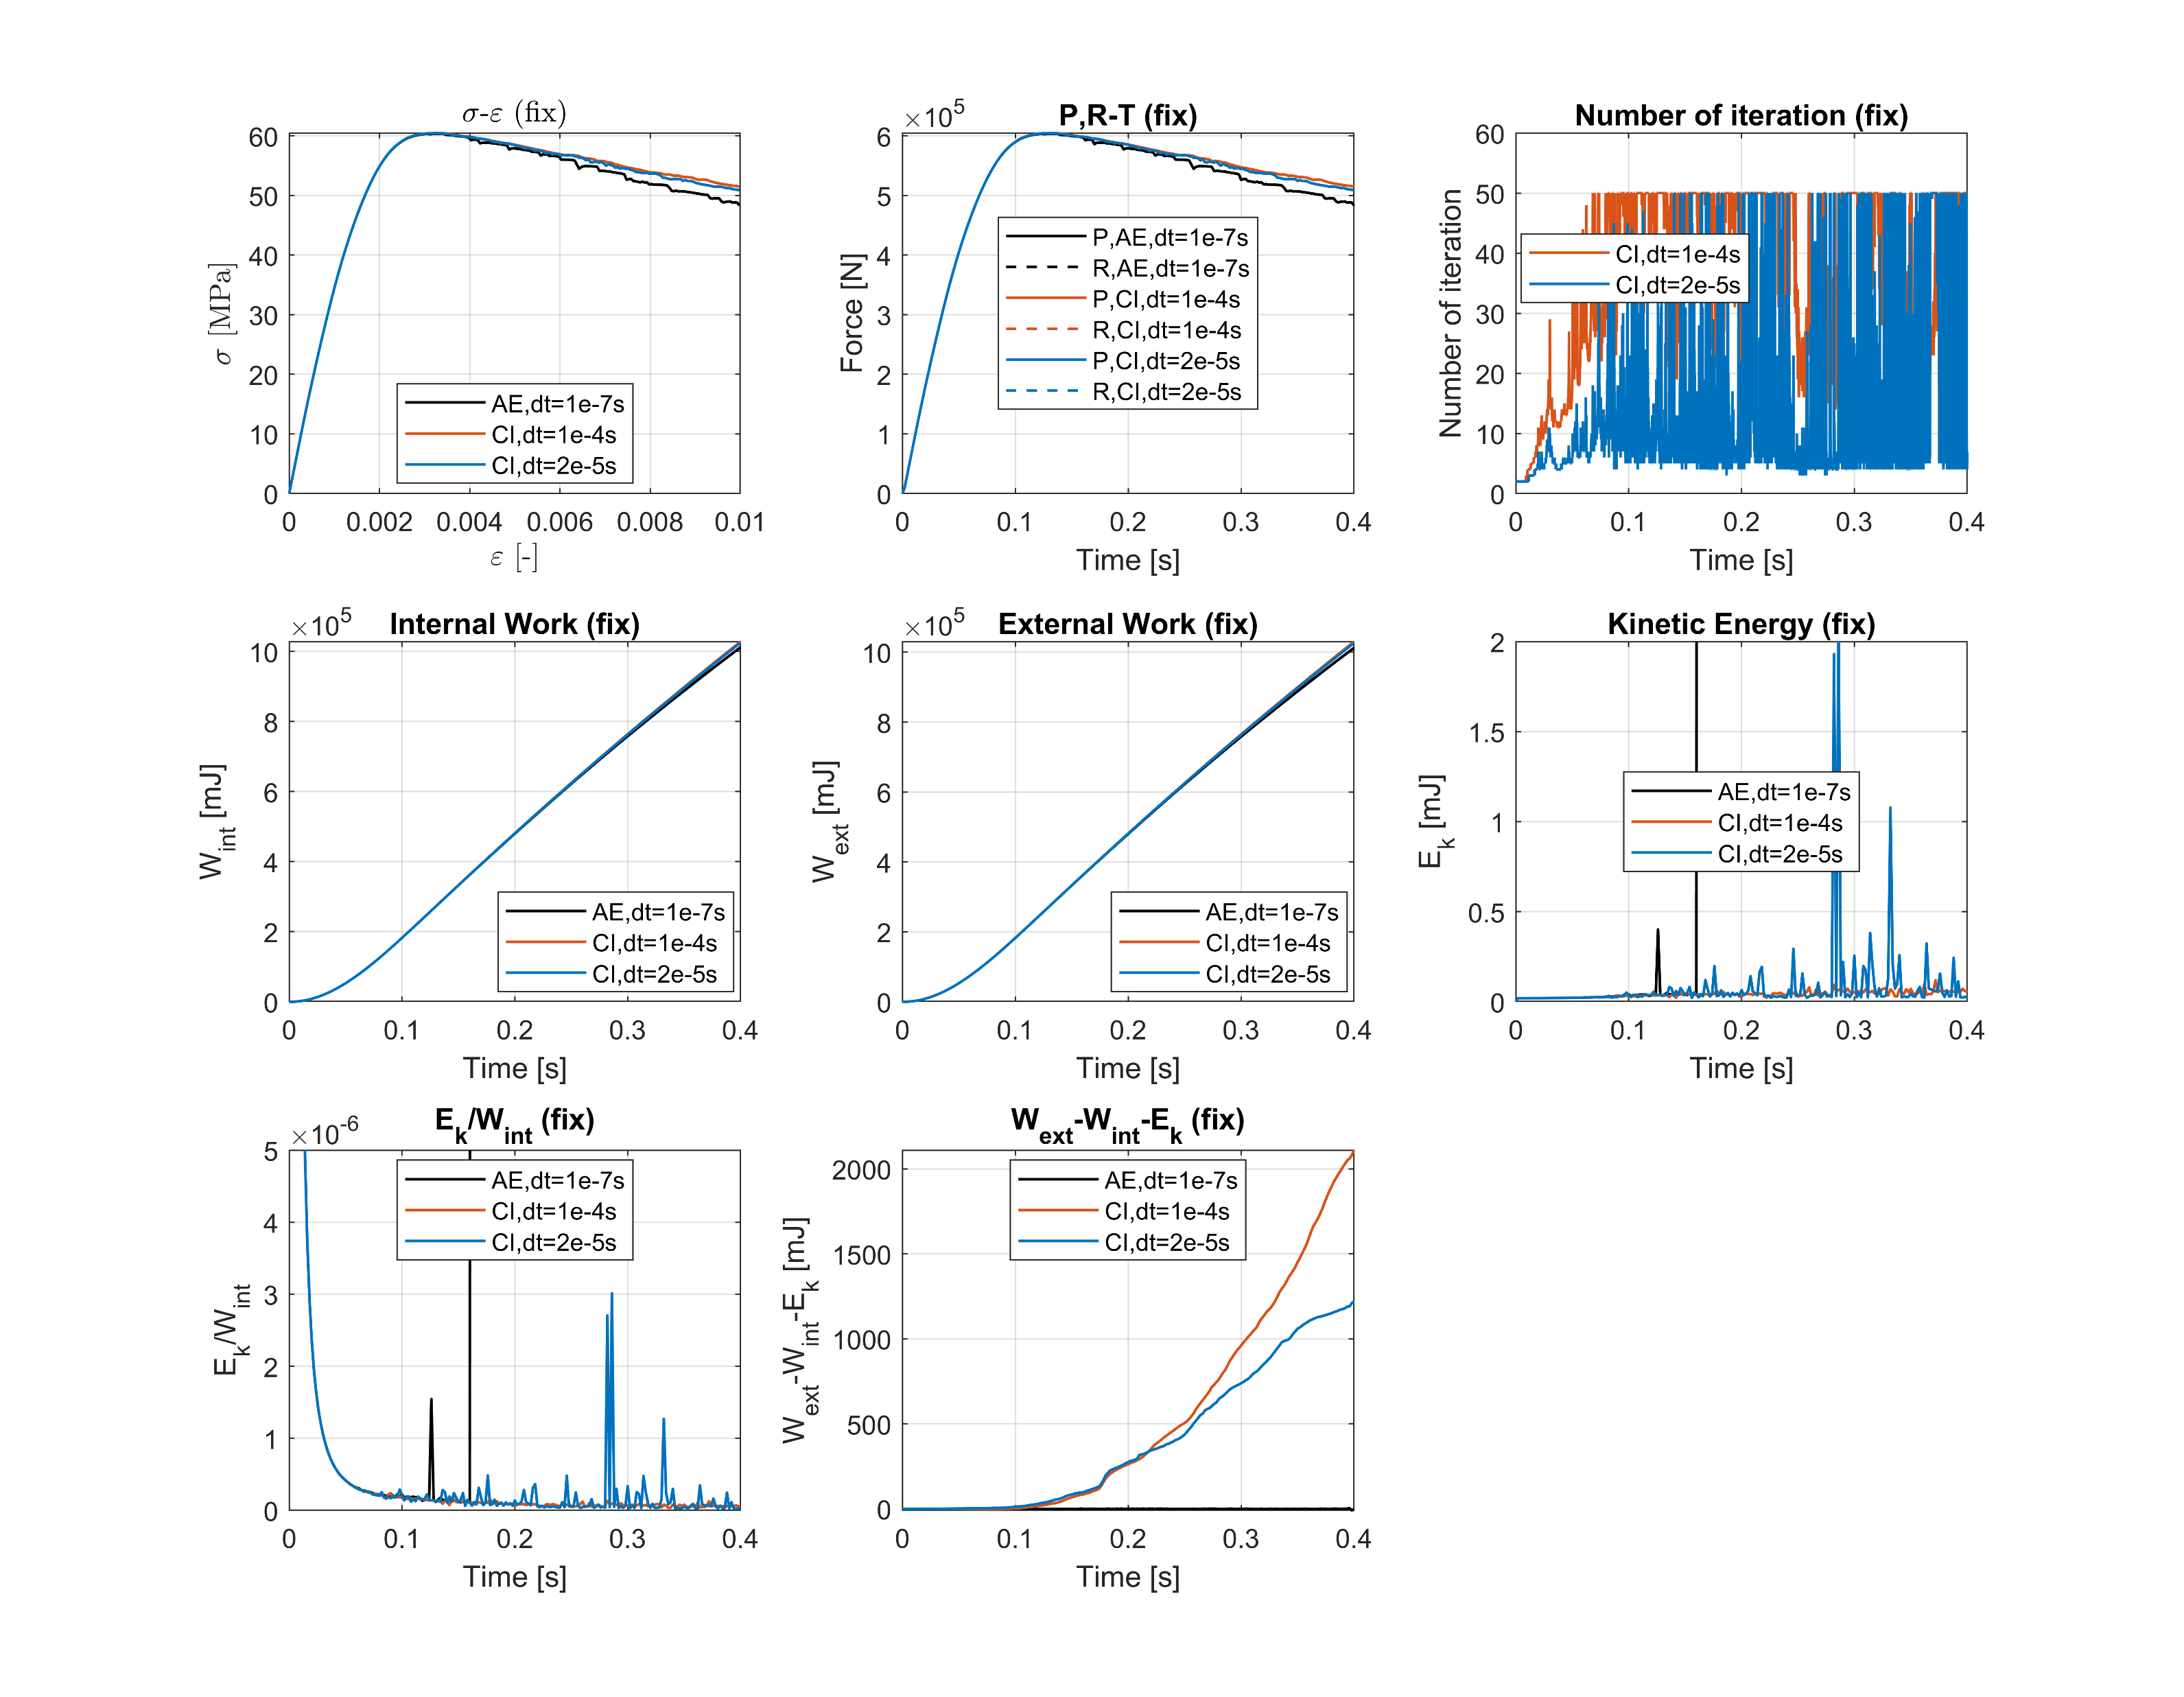 σ-ε (fix)
σ [MPa]
60
50
40
30
20
10
0
0 0.002 0.004 0.006 0.008 0.01
ε [-]
AE,dt=1e-7s
CI,dt=1e-4s
CI,dt=2e-5s
P,R-T (fix)
×10^5
Force [N]
6
5
4
3
2
1
0
0 0.1 0.2 0.3 0.4
Time [s]
P,AE,dt=1e-7s
R,AE,dt=1e-7s
P,CI,dt=1e-4s
R,CI,dt=1e-4s
P,CI,dt=2e-5s
R,CI,dt=2e-5s
Number of iteration (fix)
Number of iteration
60
50
40
30
20
10
0
0 0.1 0.2 0.3 0.4
Time [s]
CI,dt=1e-4s
CI,dt=2e-5s
Internal Work (fix)
×10^5
W_int [mJ]
10
8
6
4
2
0
0 0.1 0.2 0.3 0.4
Time [s]
AE,dt=1e-7s
CI,dt=1e-4s
CI,dt=2e-5s
External Work (fix)
×10^5
W_ext [mJ]
10
8
6
4
2
0
0 0.1 0.2 0.3 0.4
Time [s]
AE,dt=1e-7s
CI,dt=1e-4s
CI,dt=2e-5s
Kinetic Energy (fix)
E_k [mJ]
2
1.5
1
0.5
0
0 0.1 0.2 0.3 0.4
Time [s]
AE,dt=1e-7s
CI,dt=1e-4s
CI,dt=2e-5s
E_k/W_int (fix)
×10^-6
E_k/W_int
5
4
3
2
1
0
0 0.1 0.2 0.3 0.4
Time [s]
AE,dt=1e-7s
CI,dt=1e-4s
CI,dt=2e-5s
W_ext-W_int-E_k (fix)
W_ext-W_int-E_k [mJ]
2000
1500
1000
500
0
0 0.1 0.2 0.3 0.4
Time [s]
AE,dt=1e-7s
CI,dt=1e-4s
CI,dt=2e-5s